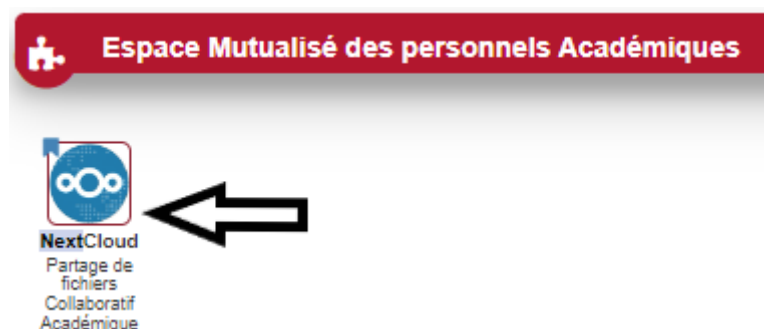 Espace Mutualisé des personnels Académiques
NextCloud
Partage de
fichiers
Collaboratif
Académique